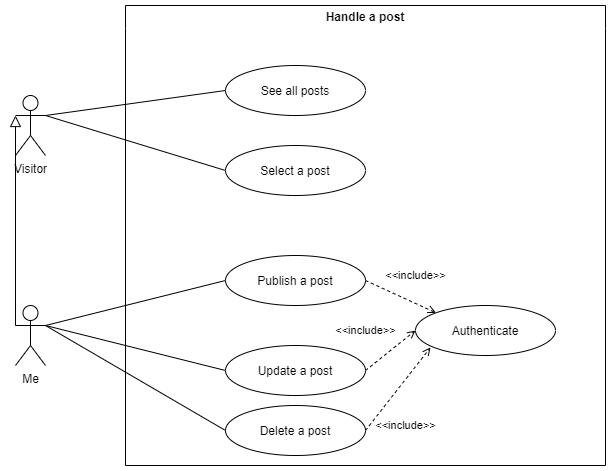 Handle a post
See all posts
Visitor
Select a post
Publish a post
<<include>>
<<include>>
Authenticate
Me
Update a post
Delete a post
<<include>>